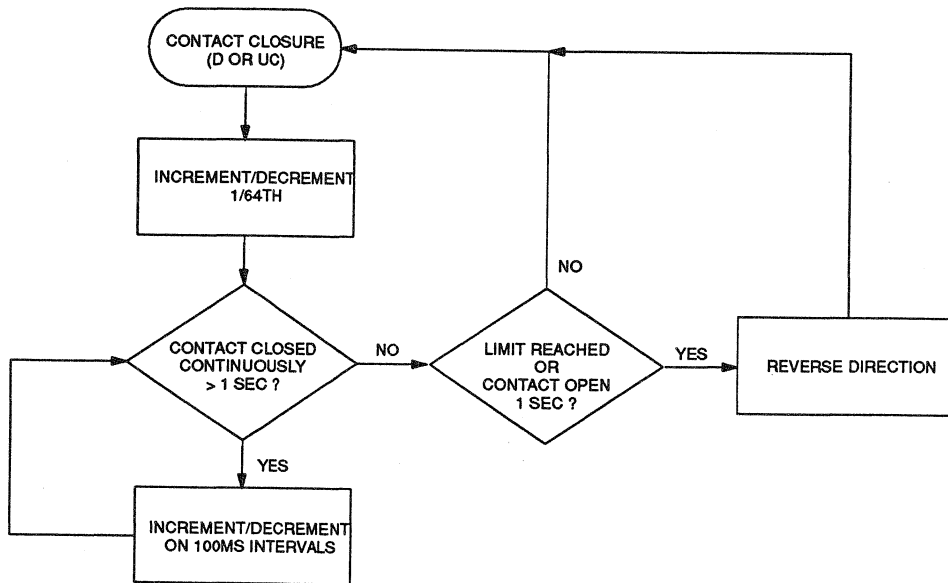 CONTACT CLOSURE
(D OR UC)
INCREMENT/DECREMENT
1/64TH
NO
CONTACT CLOSED
CONTINUOUSLY
> 1 SEC ?
NO
LIMIT REACHED
OR
CONTACT OPEN
1 SEC ?
YES
REVERSE DIRECTION
YES
INCREMENT/DECREMENT
ON 100MS INTERVALS